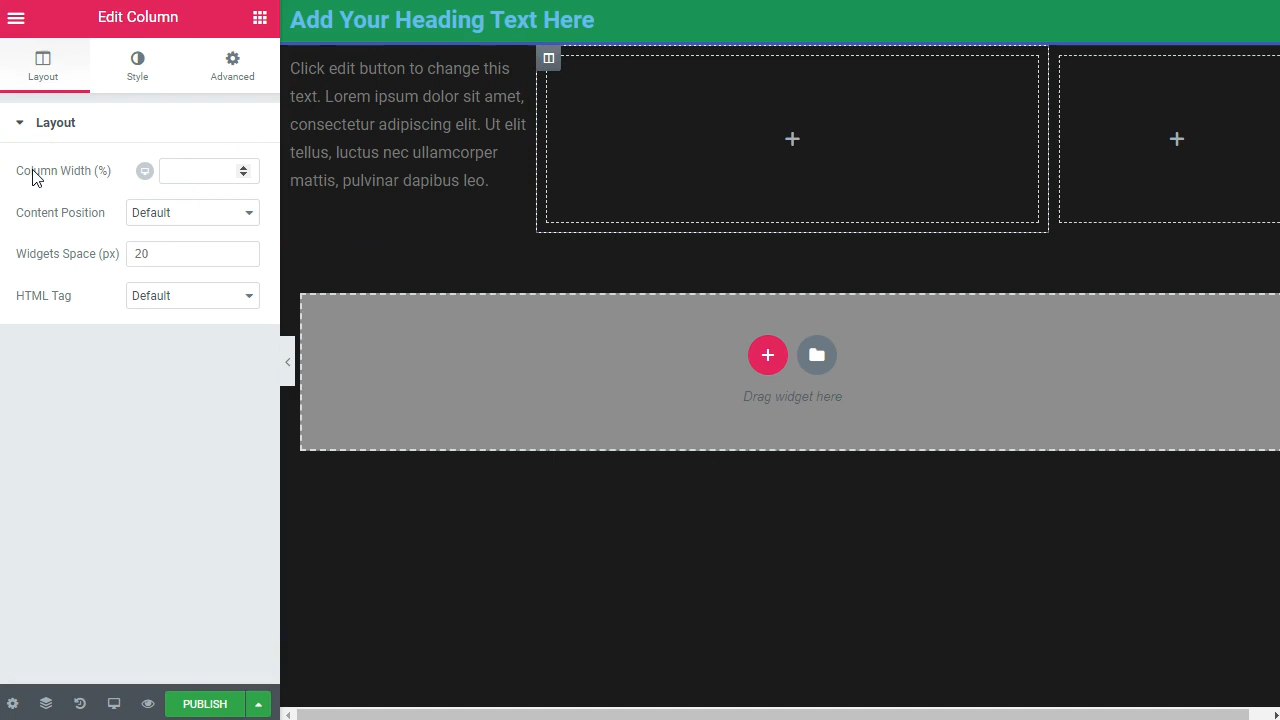 Edit Column
Add Your Heading Text Here
Layout
Style
Advanced
Layout
Column Width (%)
Content Position
Default
Widgets Space (px)
20
HTML Tag
Default
Click edit button to change this
text. Lorem ipsum dolor sit amet,
consectetur adipiscing elit. Ut elit
tellus, luctus nec ullamcorper
mattis, pulvinar dapibus leo.
Drag widget here
PUBLISH